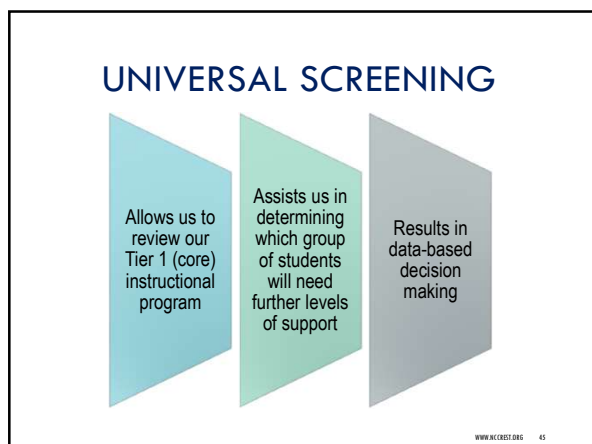 UNIVERSAL SCREENING
Allows us to
review our
Tier 1 (core)
instructional
program
Assists us in
determining
which group
of students
will need
further levels
of support
Results in
data-based
decision
making
WWW.NCCREST.ORG 45